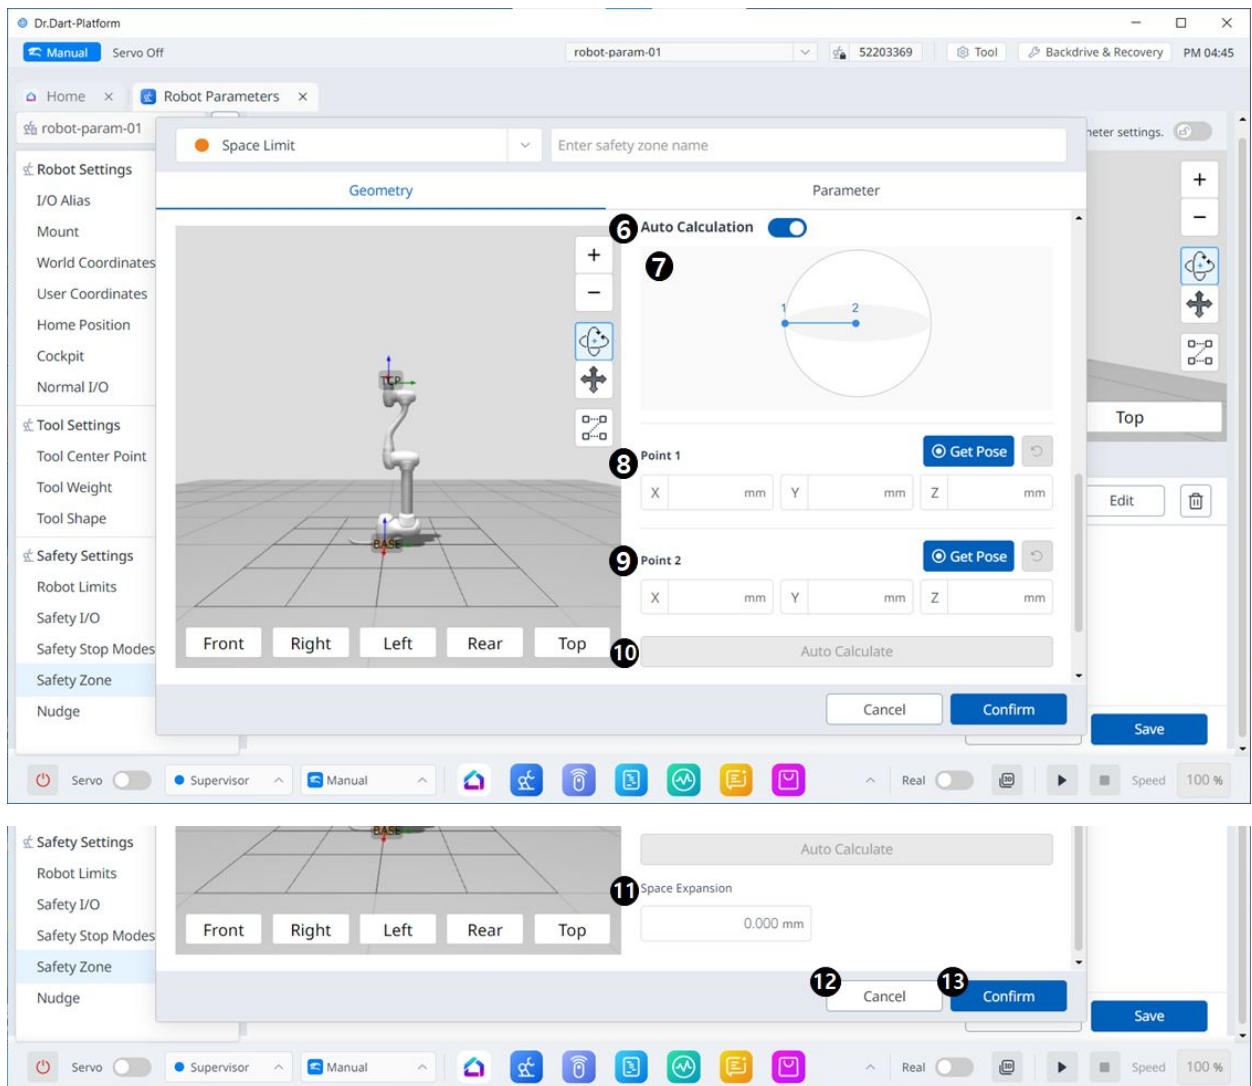 Dr.Dart-Platform
Manual Servo Off robot-param-01 52203369 Tool Backdrive & Recovery PM 04:45
Home Robot Parameters
robot-param-01 Space Limit Enter safety zone name meter settings.
Geometry Parameter
Robot Settings
I/O Alias
Mount
World Coordinates
User Coordinates
Home Position
Cockpit
Normal I/O
Tool Settings
Tool Center Point
Tool Weight
Tool Shape
Safety Settings
Robot Limits
Safety I/O
Safety Stop Modes
Safety Zone
Nudge
TCP
BASE
Front Right Left Rear Top
6 Auto Calculation
7
1 2
8 Point 1 Get Pose
X mm Y mm Z mm
9 Point 2 Get Pose
X mm Y mm Z mm
10 Auto Calculate
Cancel Confirm
Top
Edit
Save
Servo Supervisor Manual Real 3D Speed 100 %
Safety Settings
Robot Limits
Safety I/O
Safety Stop Modes
Safety Zone
Nudge
BASE
Front Right Left Rear Top
Auto Calculate
11 Space Expansion
0.000 mm
12 Cancel 13 Confirm
Save
Servo Supervisor Manual Real 3D Speed 100 %